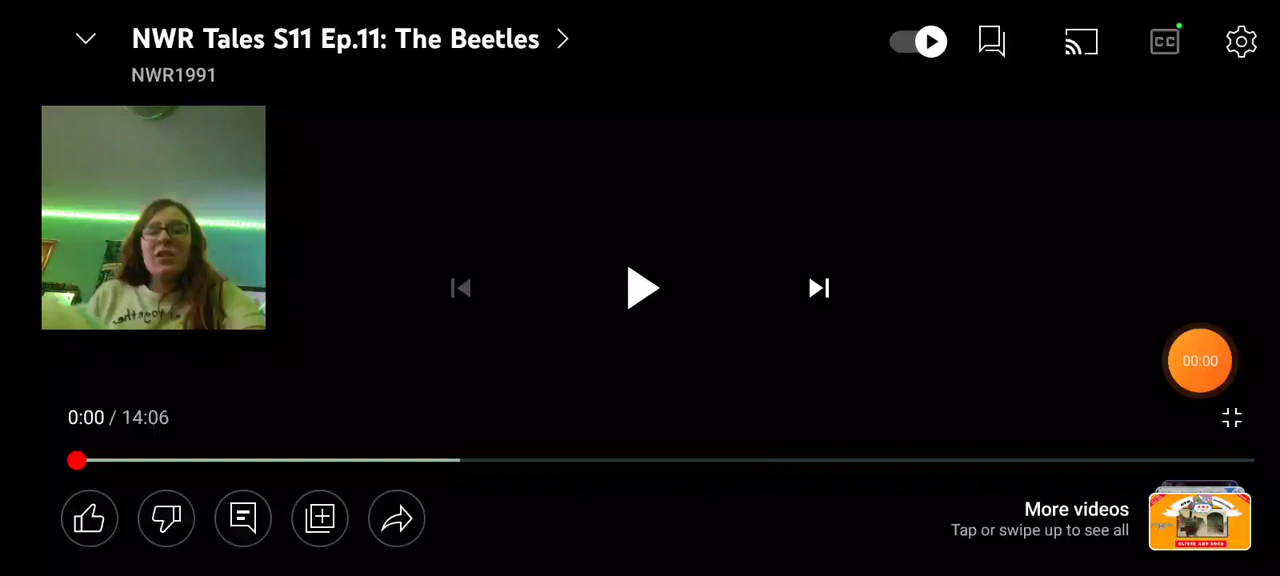 NWR Tales S11 Ep.11: The Beetles
NWR1991
CC
00:00
0:00 / 14:06
More videos
Tap or swipe up to see all